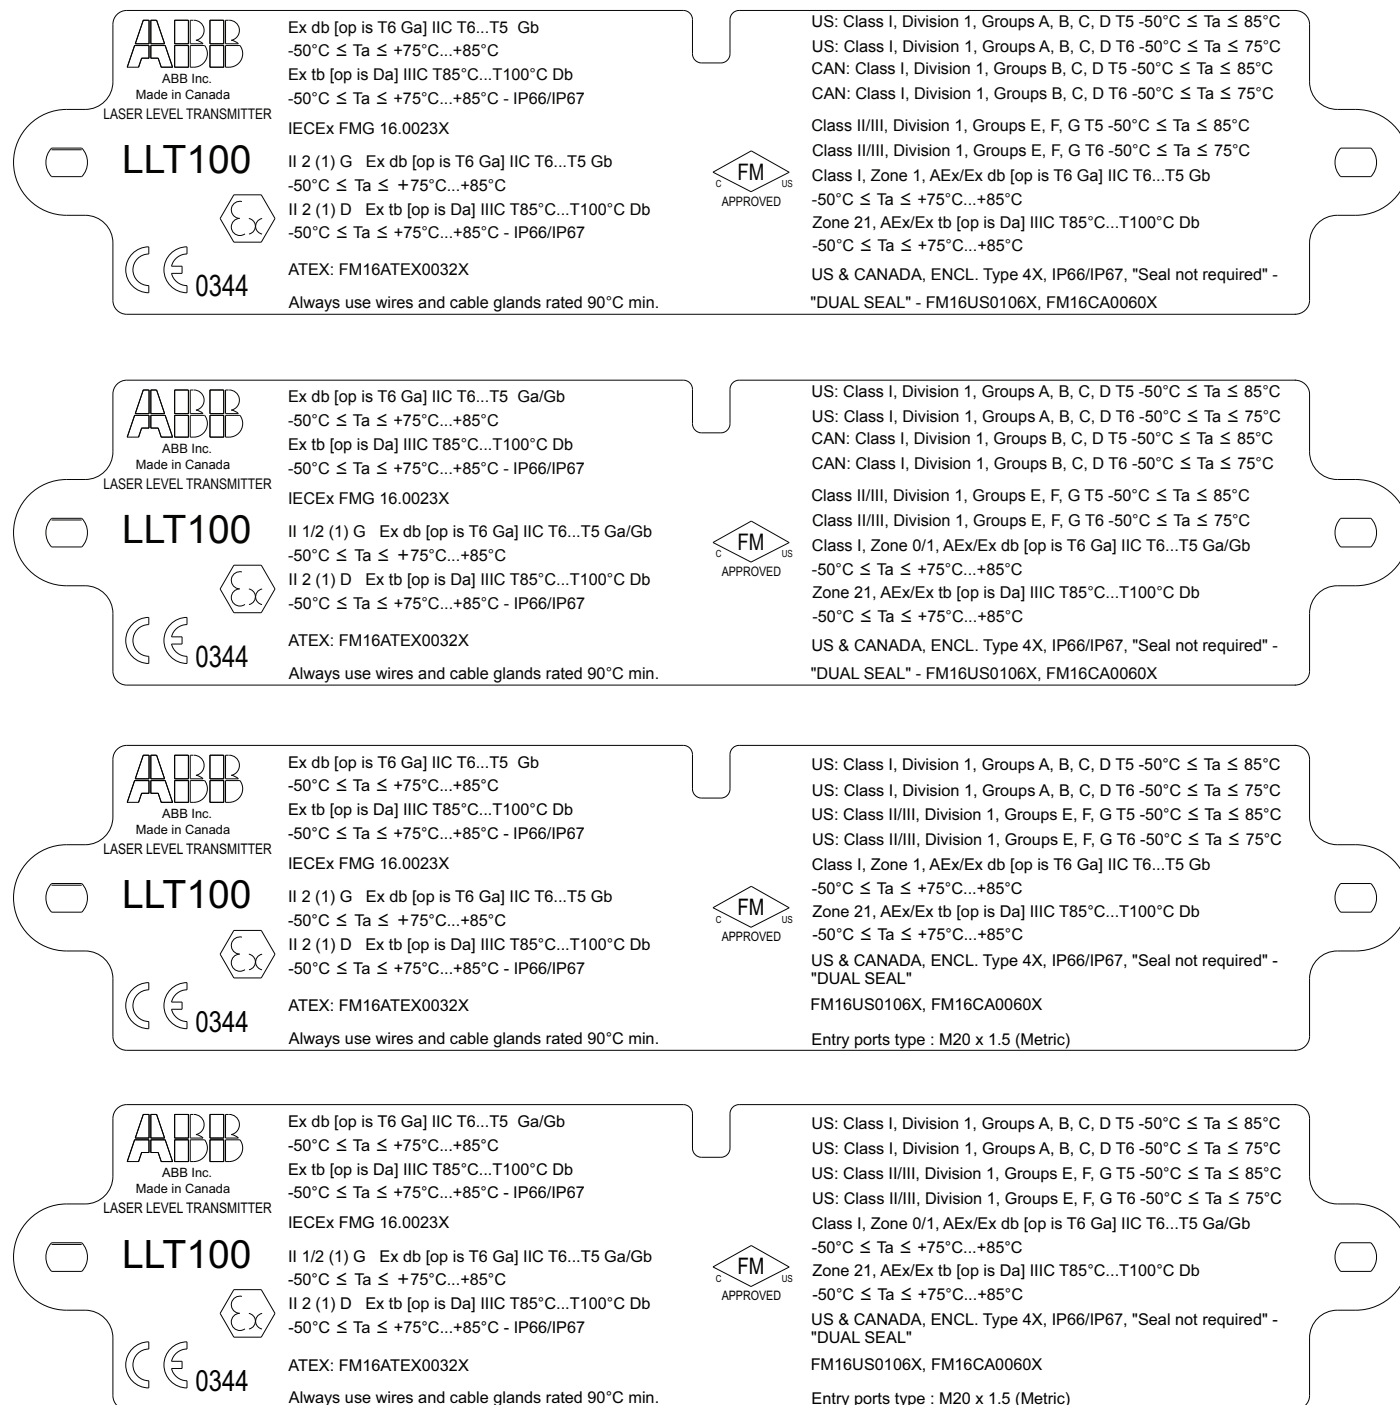 ABB
ABB Inc.
Made in Canada
LASER LEVEL TRANSMITTER
LLT100
Ex
CE 0344
Ex db [op is T6 Ga] IIC T6...T5 Gb
-50°C ≤ Ta ≤ +75°C...+85°C
Ex tb [op is Da] IIIC T85°C...T100°C Db
-50°C ≤ Ta ≤ +75°C...+85°C - IP66/IP67
IECEx FMG 16.0023X
II 2 (1) G Ex db [op is T6 Ga] IIC T6...T5 Gb
-50°C ≤ Ta ≤ +75°C...+85°C
II 2 (1) D Ex tb [op is Da] IIIC T85°C...T100°C Db
-50°C ≤ Ta ≤ +75°C...+85°C - IP66/IP67
ATEX: FM16ATEX0032X
Always use wires and cable glands rated 90°C min.
C FM US
APPROVED
US: Class I, Division 1, Groups A, B, C, D T5 -50°C ≤ Ta ≤ 85°C
US: Class I, Division 1, Groups A, B, C, D T6 -50°C ≤ Ta ≤ 75°C
CAN: Class I, Division 1, Groups B, C, D T5 -50°C ≤ Ta ≤ 85°C
CAN: Class I, Division 1, Groups B, C, D T6 -50°C ≤ Ta ≤ 75°C
Class II/III, Division 1, Groups E, F, G T5 -50°C ≤ Ta ≤ 85°C
Class II/III, Division 1, Groups E, F, G T6 -50°C ≤ Ta ≤ 75°C
Class I, Zone 1, AEx/Ex db [op is T6 Ga] IIC T6...T5 Gb
-50°C ≤ Ta ≤ +75°C...+85°C
Zone 21, AEx/Ex tb [op is Da] IIIC T85°C...T100°C Db
-50°C ≤ Ta ≤ +75°C...+85°C
US & CANADA, ENCL. Type 4X, IP66/IP67, "Seal not required" -
"DUAL SEAL" - FM16US0106X, FM16CA0060X
ABB
ABB Inc.
Made in Canada
LASER LEVEL TRANSMITTER
LLT100
Ex
CE 0344
Ex db [op is T6 Ga] IIC T6...T5 Ga/Gb
-50°C ≤ Ta ≤ +75°C...+85°C
Ex tb [op is Da] IIIC T85°C...T100°C Db
-50°C ≤ Ta ≤ +75°C...+85°C - IP66/IP67
IECEx FMG 16.0023X
II 1/2 (1) G Ex db [op is T6 Ga] IIC T6...T5 Ga/Gb
-50°C ≤ Ta ≤ +75°C...+85°C
II 2 (1) D Ex tb [op is Da] IIIC T85°C...T100°C Db
-50°C ≤ Ta ≤ +75°C...+85°C - IP66/IP67
ATEX: FM16ATEX0032X
Always use wires and cable glands rated 90°C min.
C FM US
APPROVED
US: Class I, Division 1, Groups A, B, C, D T5 -50°C ≤ Ta ≤ 85°C
US: Class I, Division 1, Groups A, B, C, D T6 -50°C ≤ Ta ≤ 75°C
CAN: Class I, Division 1, Groups B, C, D T5 -50°C ≤ Ta ≤ 85°C
CAN: Class I, Division 1, Groups B, C, D T6 -50°C ≤ Ta ≤ 75°C
Class II/III, Division 1, Groups E, F, G T5 -50°C ≤ Ta ≤ 85°C
Class II/III, Division 1, Groups E, F, G T6 -50°C ≤ Ta ≤ 75°C
Class I, Zone 0/1, AEx/Ex db [op is T6 Ga] IIC T6...T5 Ga/Gb
-50°C ≤ Ta ≤ +75°C...+85°C
Zone 21, AEx/Ex tb [op is Da] IIIC T85°C...T100°C Db
-50°C ≤ Ta ≤ +75°C...+85°C
US & CANADA, ENCL. Type 4X, IP66/IP67, "Seal not required" -
"DUAL SEAL" - FM16US0106X, FM16CA0060X
ABB
ABB Inc.
Made in Canada
LASER LEVEL TRANSMITTER
LLT100
Ex
CE 0344
Ex db [op is T6 Ga] IIC T6...T5 Gb
-50°C ≤ Ta ≤ +75°C...+85°C
Ex tb [op is Da] IIIC T85°C...T100°C Db
-50°C ≤ Ta ≤ +75°C...+85°C - IP66/IP67
IECEx FMG 16.0023X
II 2 (1) G Ex db [op is T6 Ga] IIC T6...T5 Gb
-50°C ≤ Ta ≤ +75°C...+85°C
II 2 (1) D Ex tb [op is Da] IIIC T85°C...T100°C Db
-50°C ≤ Ta ≤ +75°C...+85°C - IP66/IP67
ATEX: FM16ATEX0032X
Always use wires and cable glands rated 90°C min.
C FM US
APPROVED
US: Class I, Division 1, Groups A, B, C, D T5 -50°C ≤ Ta ≤ 85°C
US: Class I, Division 1, Groups A, B, C, D T6 -50°C ≤ Ta ≤ 75°C
US: Class II/III, Division 1, Groups E, F, G T5 -50°C ≤ Ta ≤ 85°C
US: Class II/III, Division 1, Groups E, F, G T6 -50°C ≤ Ta ≤ 75°C
Class I, Zone 1, AEx/Ex db [op is T6 Ga] IIC T6...T5 Gb
-50°C ≤ Ta ≤ +75°C...+85°C
Zone 21, AEx/Ex tb [op is Da] IIIC T85°C...T100°C Db
-50°C ≤ Ta ≤ +75°C...+85°C
US & CANADA, ENCL. Type 4X, IP66/IP67, "Seal not required" -
"DUAL SEAL"
FM16US0106X, FM16CA0060X
Entry ports type : M20 x 1.5 (Metric)
ABB
ABB Inc.
Made in Canada
LASER LEVEL TRANSMITTER
LLT100
Ex
CE 0344
Ex db [op is T6 Ga] IIC T6...T5 Ga/Gb
-50°C ≤ Ta ≤ +75°C...+85°C
Ex tb [op is Da] IIIC T85°C...T100°C Db
-50°C ≤ Ta ≤ +75°C...+85°C - IP66/IP67
IECEx FMG 16.0023X
II 1/2 (1) G Ex db [op is T6 Ga] IIC T6...T5 Ga/Gb
-50°C ≤ Ta ≤ +75°C...+85°C
II 2 (1) D Ex tb [op is Da] IIIC T85°C...T100°C Db
-50°C ≤ Ta ≤ +75°C...+85°C - IP66/IP67
ATEX: FM16ATEX0032X
Always use wires and cable glands rated 90°C min.
C FM US
APPROVED
US: Class I, Division 1, Groups A, B, C, D T5 -50°C ≤ Ta ≤ 85°C
US: Class I, Division 1, Groups A, B, C, D T6 -50°C ≤ Ta ≤ 75°C
US: Class II/III, Division 1, Groups E, F, G T5 -50°C ≤ Ta ≤ 85°C
US: Class II/III, Division 1, Groups E, F, G T6 -50°C ≤ Ta ≤ 75°C
Class I, Zone 0/1, AEx/Ex db [op is T6 Ga] IIC T6...T5 Ga/Gb
-50°C ≤ Ta ≤ +75°C...+85°C
Zone 21, AEx/Ex tb [op is Da] IIIC T85°C...T100°C Db
-50°C ≤ Ta ≤ +75°C...+85°C
US & CANADA, ENCL. Type 4X, IP66/IP67, "Seal not required" -
"DUAL SEAL"
FM16US0106X, FM16CA0060X
Entry ports type : M20 x 1.5 (Metric)